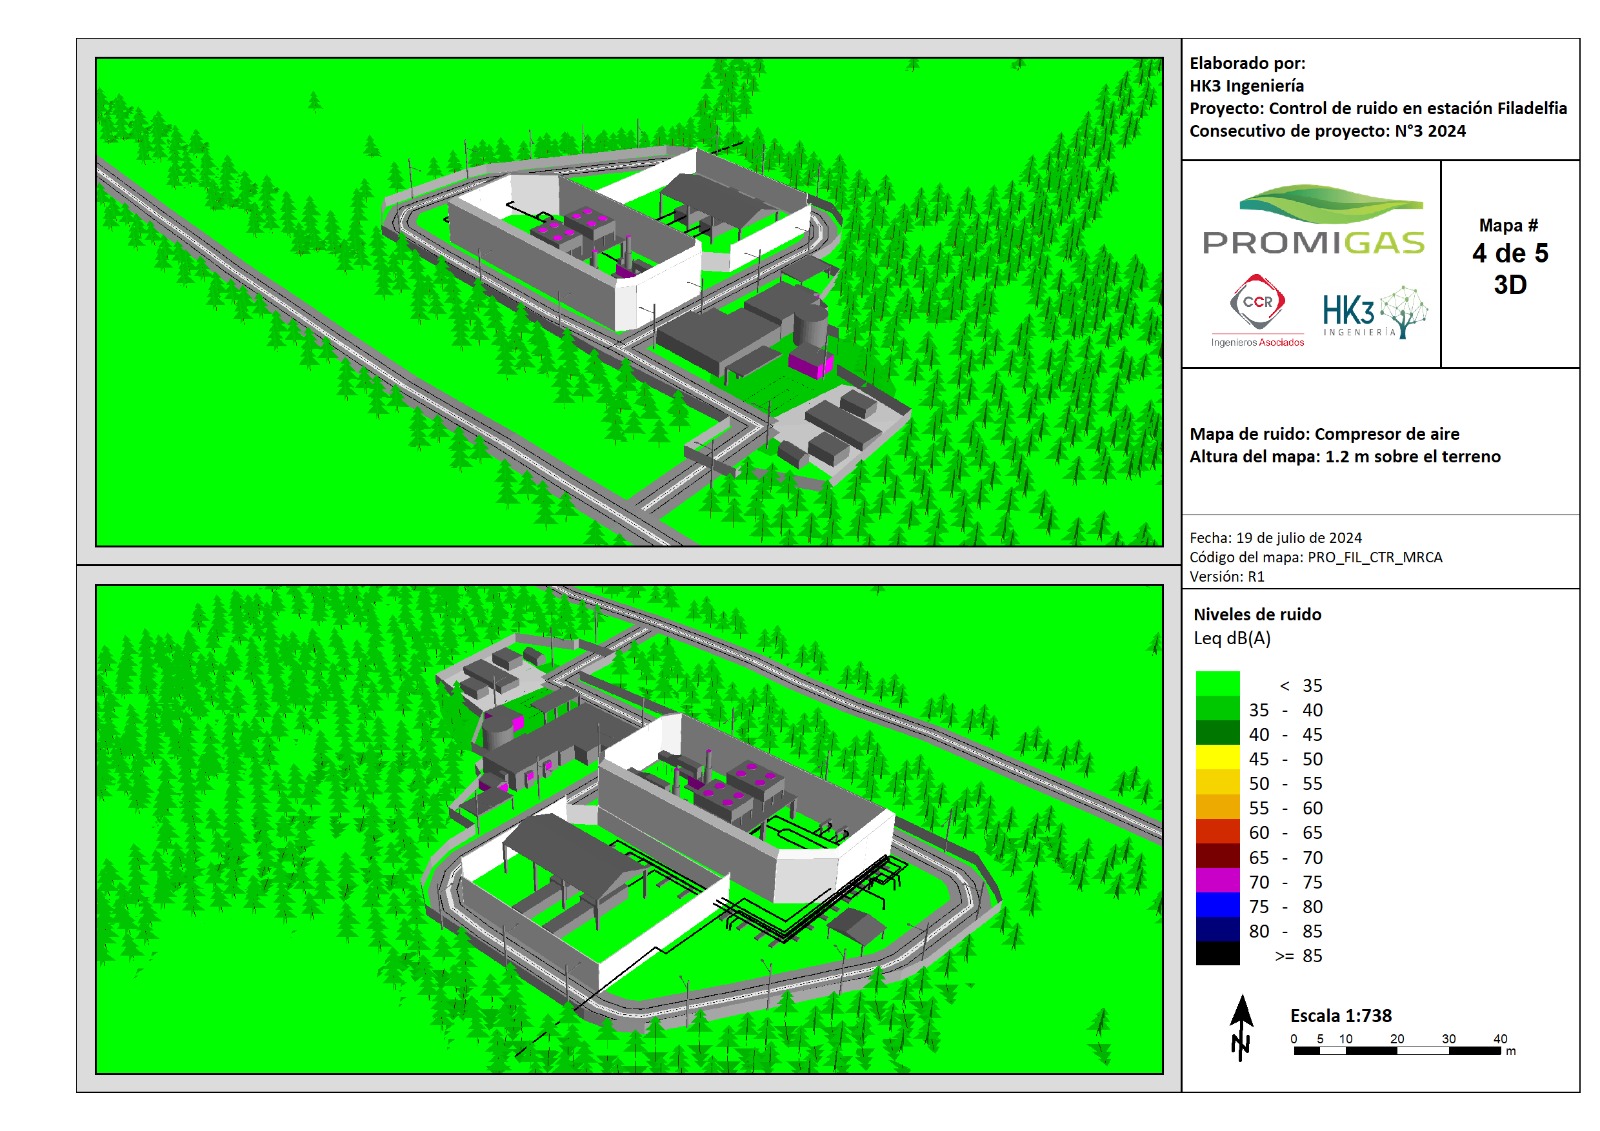 Elaborado por:
HK3 Ingeniería
Proyecto: Control de ruido en estación Filadelfia
Consecutivo de proyecto: N°3 2024
PROMIGAS
CCR
Ingenieros Asociados
HK3
INGENIERÍA
Mapa #
4 de 5
3D
Mapa de ruido: Compresor de aire
Altura del mapa: 1.2 m sobre el terreno
Fecha: 19 de julio de 2024
Código del mapa: PRO_FIL_CTR_MRCA
Versión: R1
Niveles de ruido
Leq dB(A)
< 35
35 - 40
40 - 45
45 - 50
50 - 55
55 - 60
60 - 65
65 - 70
70 - 75
75 - 80
80 - 85
>= 85
N
Escala 1:738
0 5 10 20 30 40
m